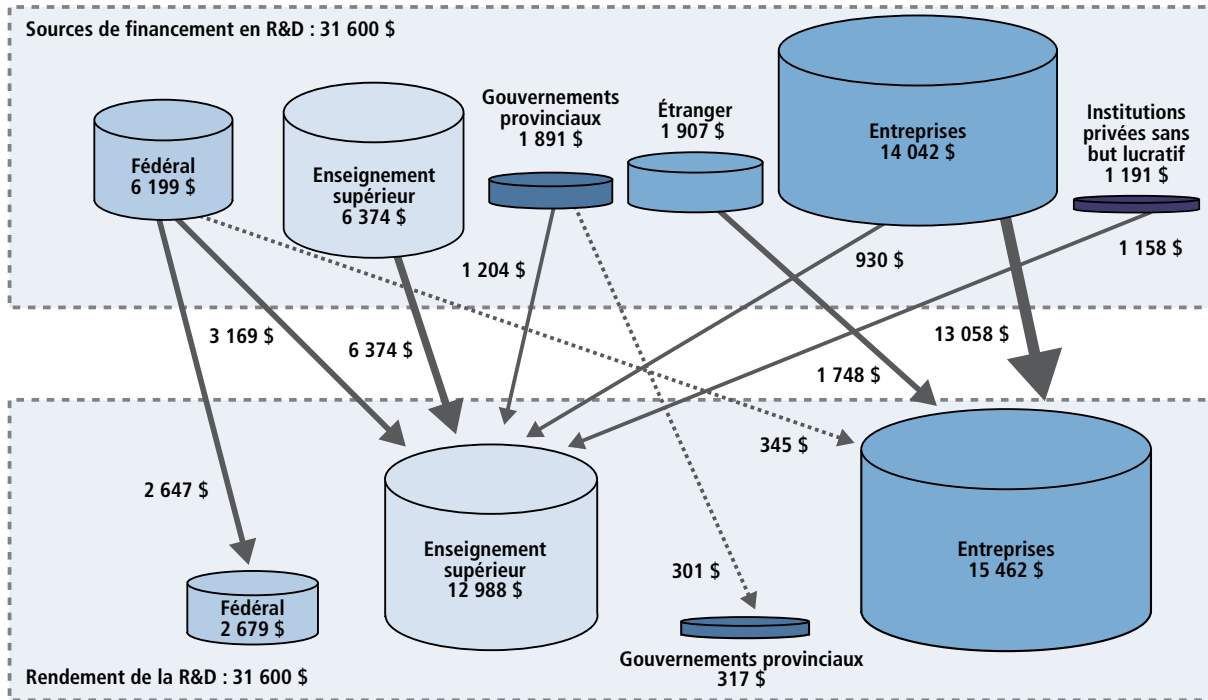 Sources de financement en R&D : 31 600 $
Fédéral
6 199 $
Enseignement
supérieur
6 374 $
Gouvernements
provinciaux
1 891 $
Étranger
1 907 $
Entreprises
14 042 $
Institutions
privées sans
but lucratif
1 191 $
1 204 $
930 $
1 158 $
3 169 $
6 374 $
13 058 $
1 748 $
345 $
2 647 $
301 $
Fédéral
2 679 $
Enseignement
supérieur
12 988 $
Gouvernements provinciaux
317 $
Entreprises
15 462 $
Rendement de la R&D : 31 600 $